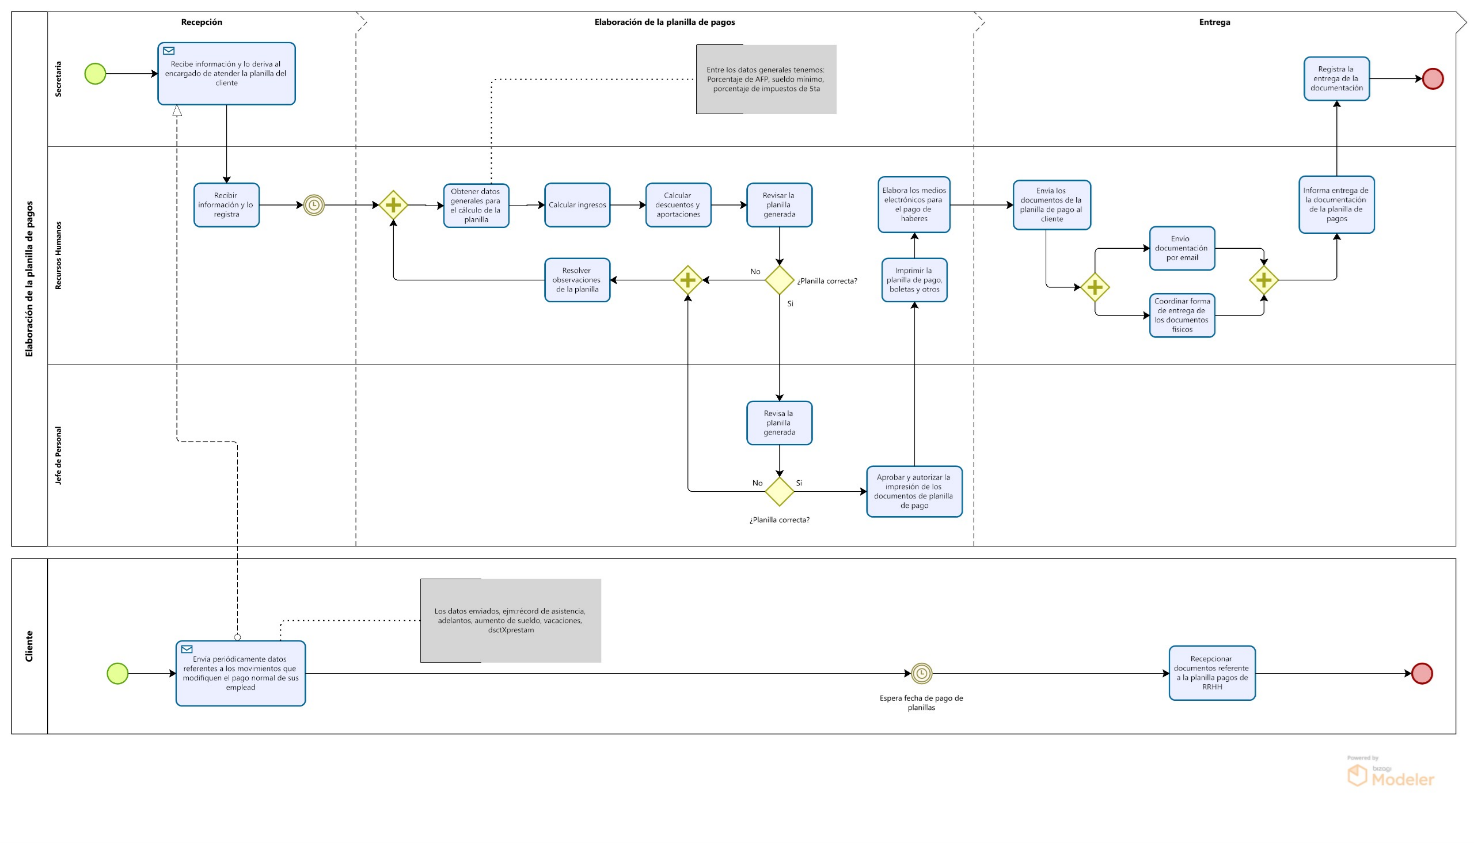 Recepción
Elaboración de la planilla de pagos
Entrega
Elaboración de la planilla de pagos
Secretaria
Recibe información y lo deriva al
encargado de atender la planilla del
cliente
Entre los datos generales tenemos:
Porcentaje de AFP, sueldo mínimo,
porcentaje de impuestos de 5ta
Registra la
entrega de la
documentación
Recursos Humanos
Recibir
información y lo
registra
Obtener datos
generales para
el cálculo de la
planilla
Calcular ingresos
Calcular
descuentos y
aportaciones
Revisar la
planilla
generada
Elabora los medios
electrónicos para
el pago de
haberes
Envía los
documentos de la
planilla de pago al
cliente
Informa entrega de
la documentación
de la planilla de
pagos
Resolver
observaciones
de la planilla
No
¿Planilla correcta?
Si
Imprimir la
planilla de pago,
boletas y otros
Envio
documentación
por email
Coordinar forma
de entrega de
los documentos
físicos
Jefe de Personal
Revisa la
planilla
generada
No
Si
¿Planilla correcta?
Aprobar y autorizar la
impresión de los
documentos de planilla
de pago
Cliente
Los datos enviados, ejm:récord de asistencia,
adelantos, aumento de sueldo, vacaciones,
dsctXprestam
Envía periódicamente datos
referentes a los movimientos que
modifiquen el pago normal de sus
emplead
Espera fecha de pago de
planillas
Recepcionar
documentos referente
a la planilla pagos de
RRHH
Powered by
bizagi
Modeler